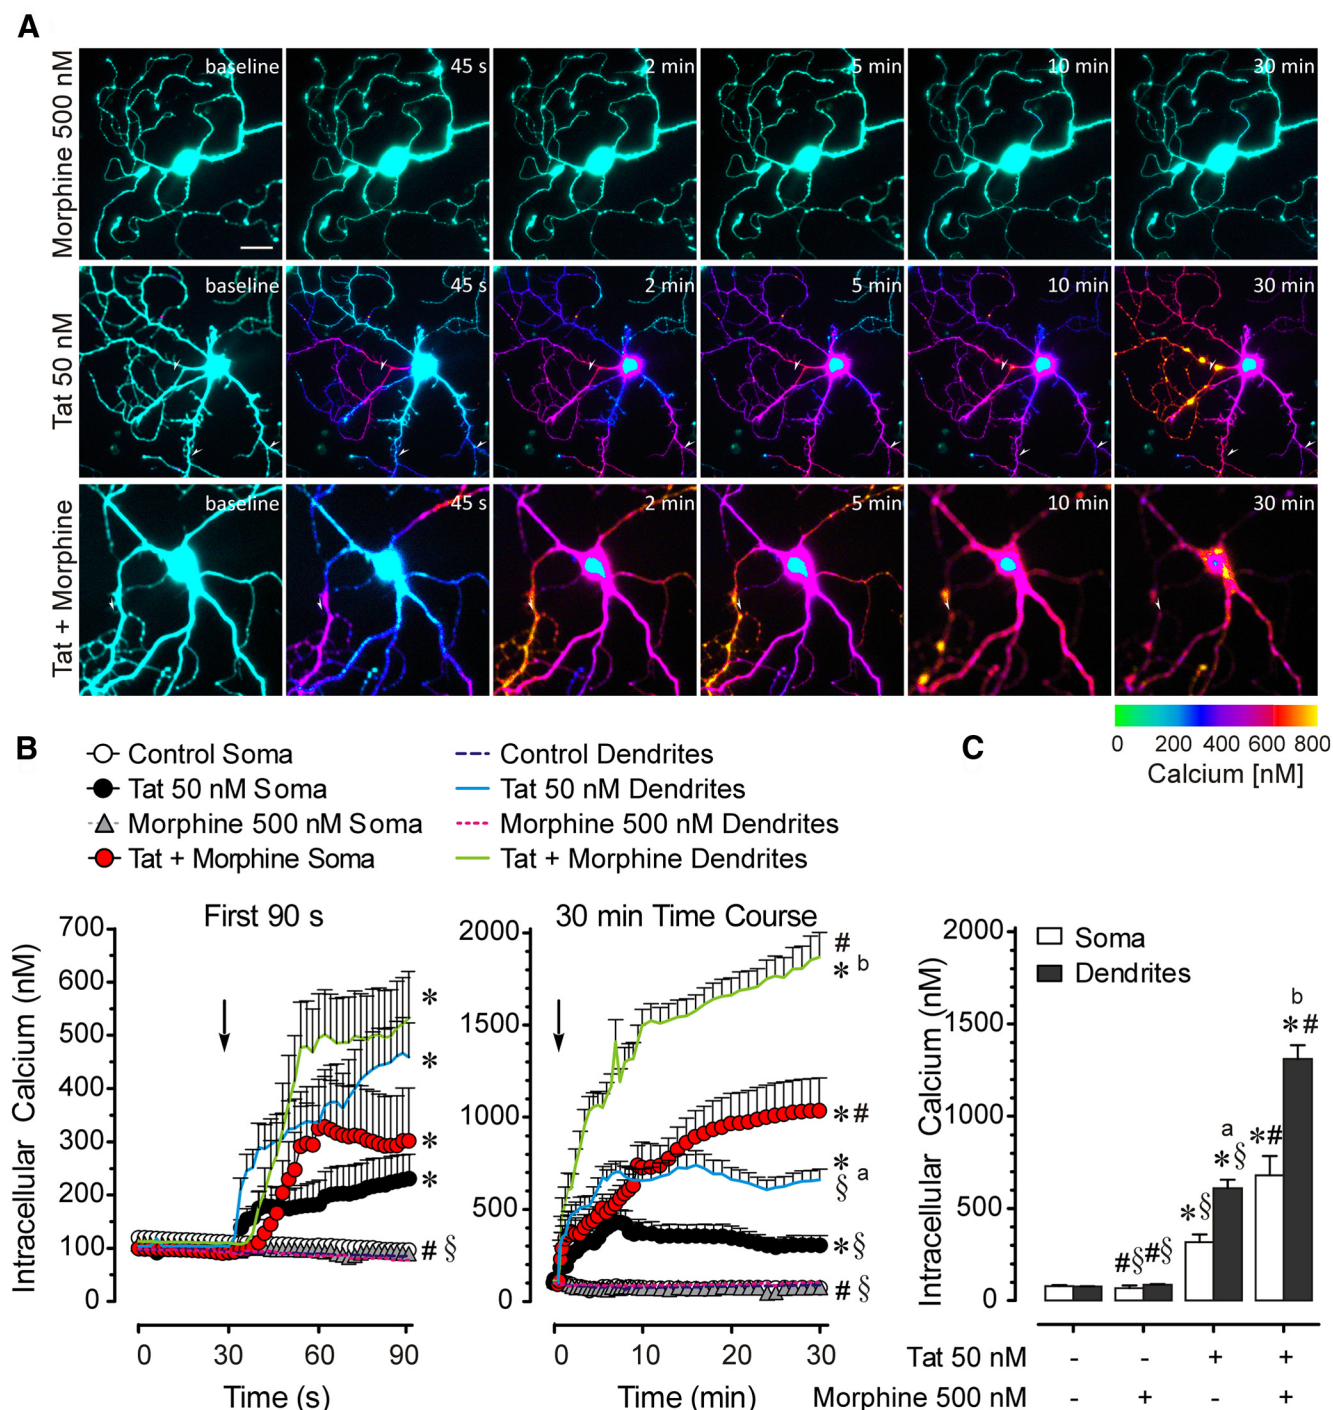 A
Morphine 500 nM
baseline
45 s
2 min
5 min
10 min
30 min
Tat 50 nM
baseline
45 s
2 min
5 min
10 min
30 min
Tat + Morphine
baseline
45 s
2 min
5 min
10 min
30 min
0 200 400 600 800
Calcium [nM]
B
Control Soma
Tat 50 nM Soma
Morphine 500 nM Soma
Tat + Morphine Soma
Control Dendrites
Tat 50 nM Dendrites
Morphine 500 nM Dendrites
Tat + Morphine Dendrites
First 90 s
Intracellular Calcium (nM)
700
600
500
400
300
200
100
0
*
*
*
*
# §
0 30 60 90
Time (s)
30 min Time Course
2000
1500
1000
500
0
#
* b
* #
* a
§
* §
# §
0 10 20 30
Time (min)
C
Soma
Dendrites
Intracellular Calcium (nM)
2000
1500
1000
500
0
#§ #§
*§
a
*§
*#
b
*#
Tat 50 nM - - + +
Morphine 500 nM - + - +